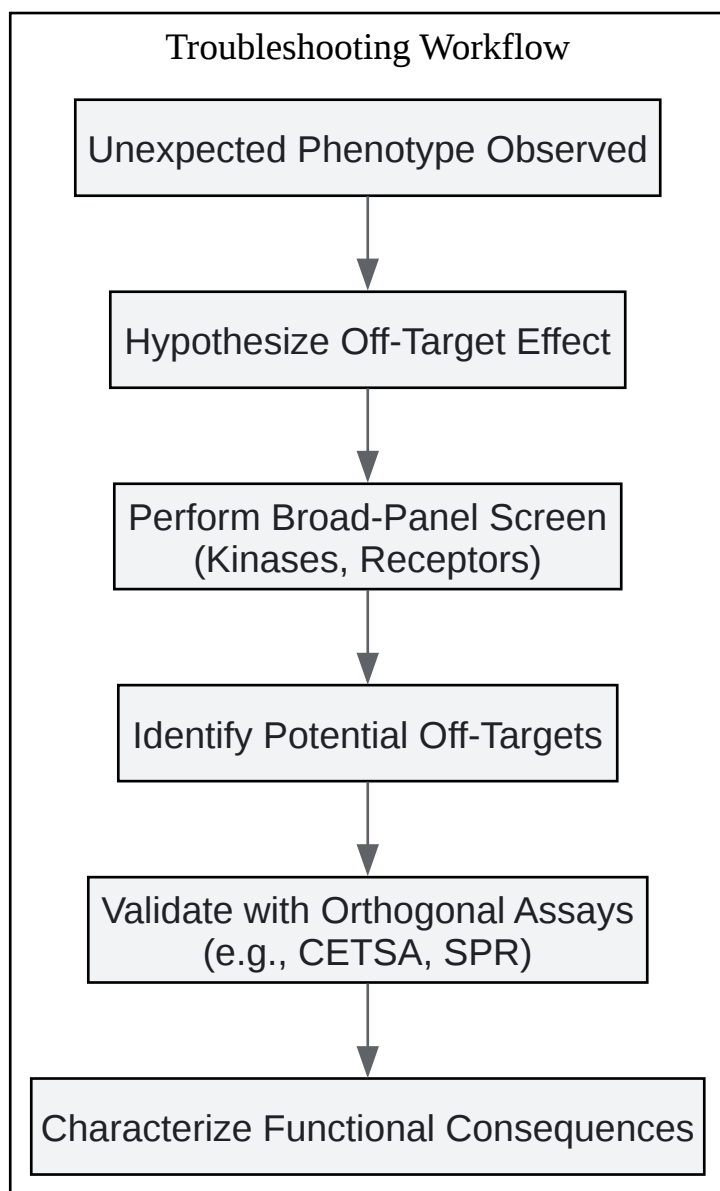 Troubleshooting Workflow
Unexpected Phenotype Observed
Hypothesize Off-Target Effect
Perform Broad-Panel Screen
(Kinases, Receptors)
Identify Potential Off-Targets
Validate with Orthogonal Assays
(e.g., CETSA, SPR)
Characterize Functional Consequences